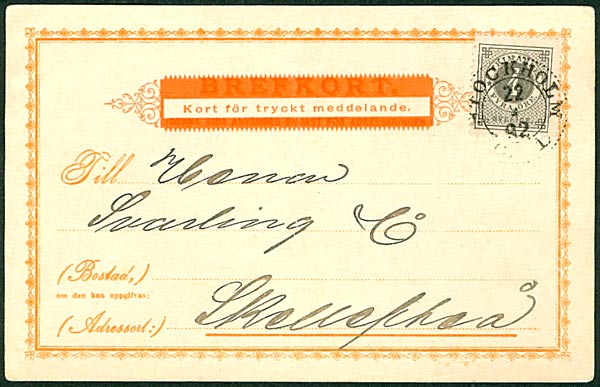 BREFKORT.
Kort för tryckt meddelande.
STOCKHOLM
22
92
SVERIGE
Till Herrar
Svarling & Co
(Bostad,)
om den kan uppgifvas:
(Adressort:) Skellefteå